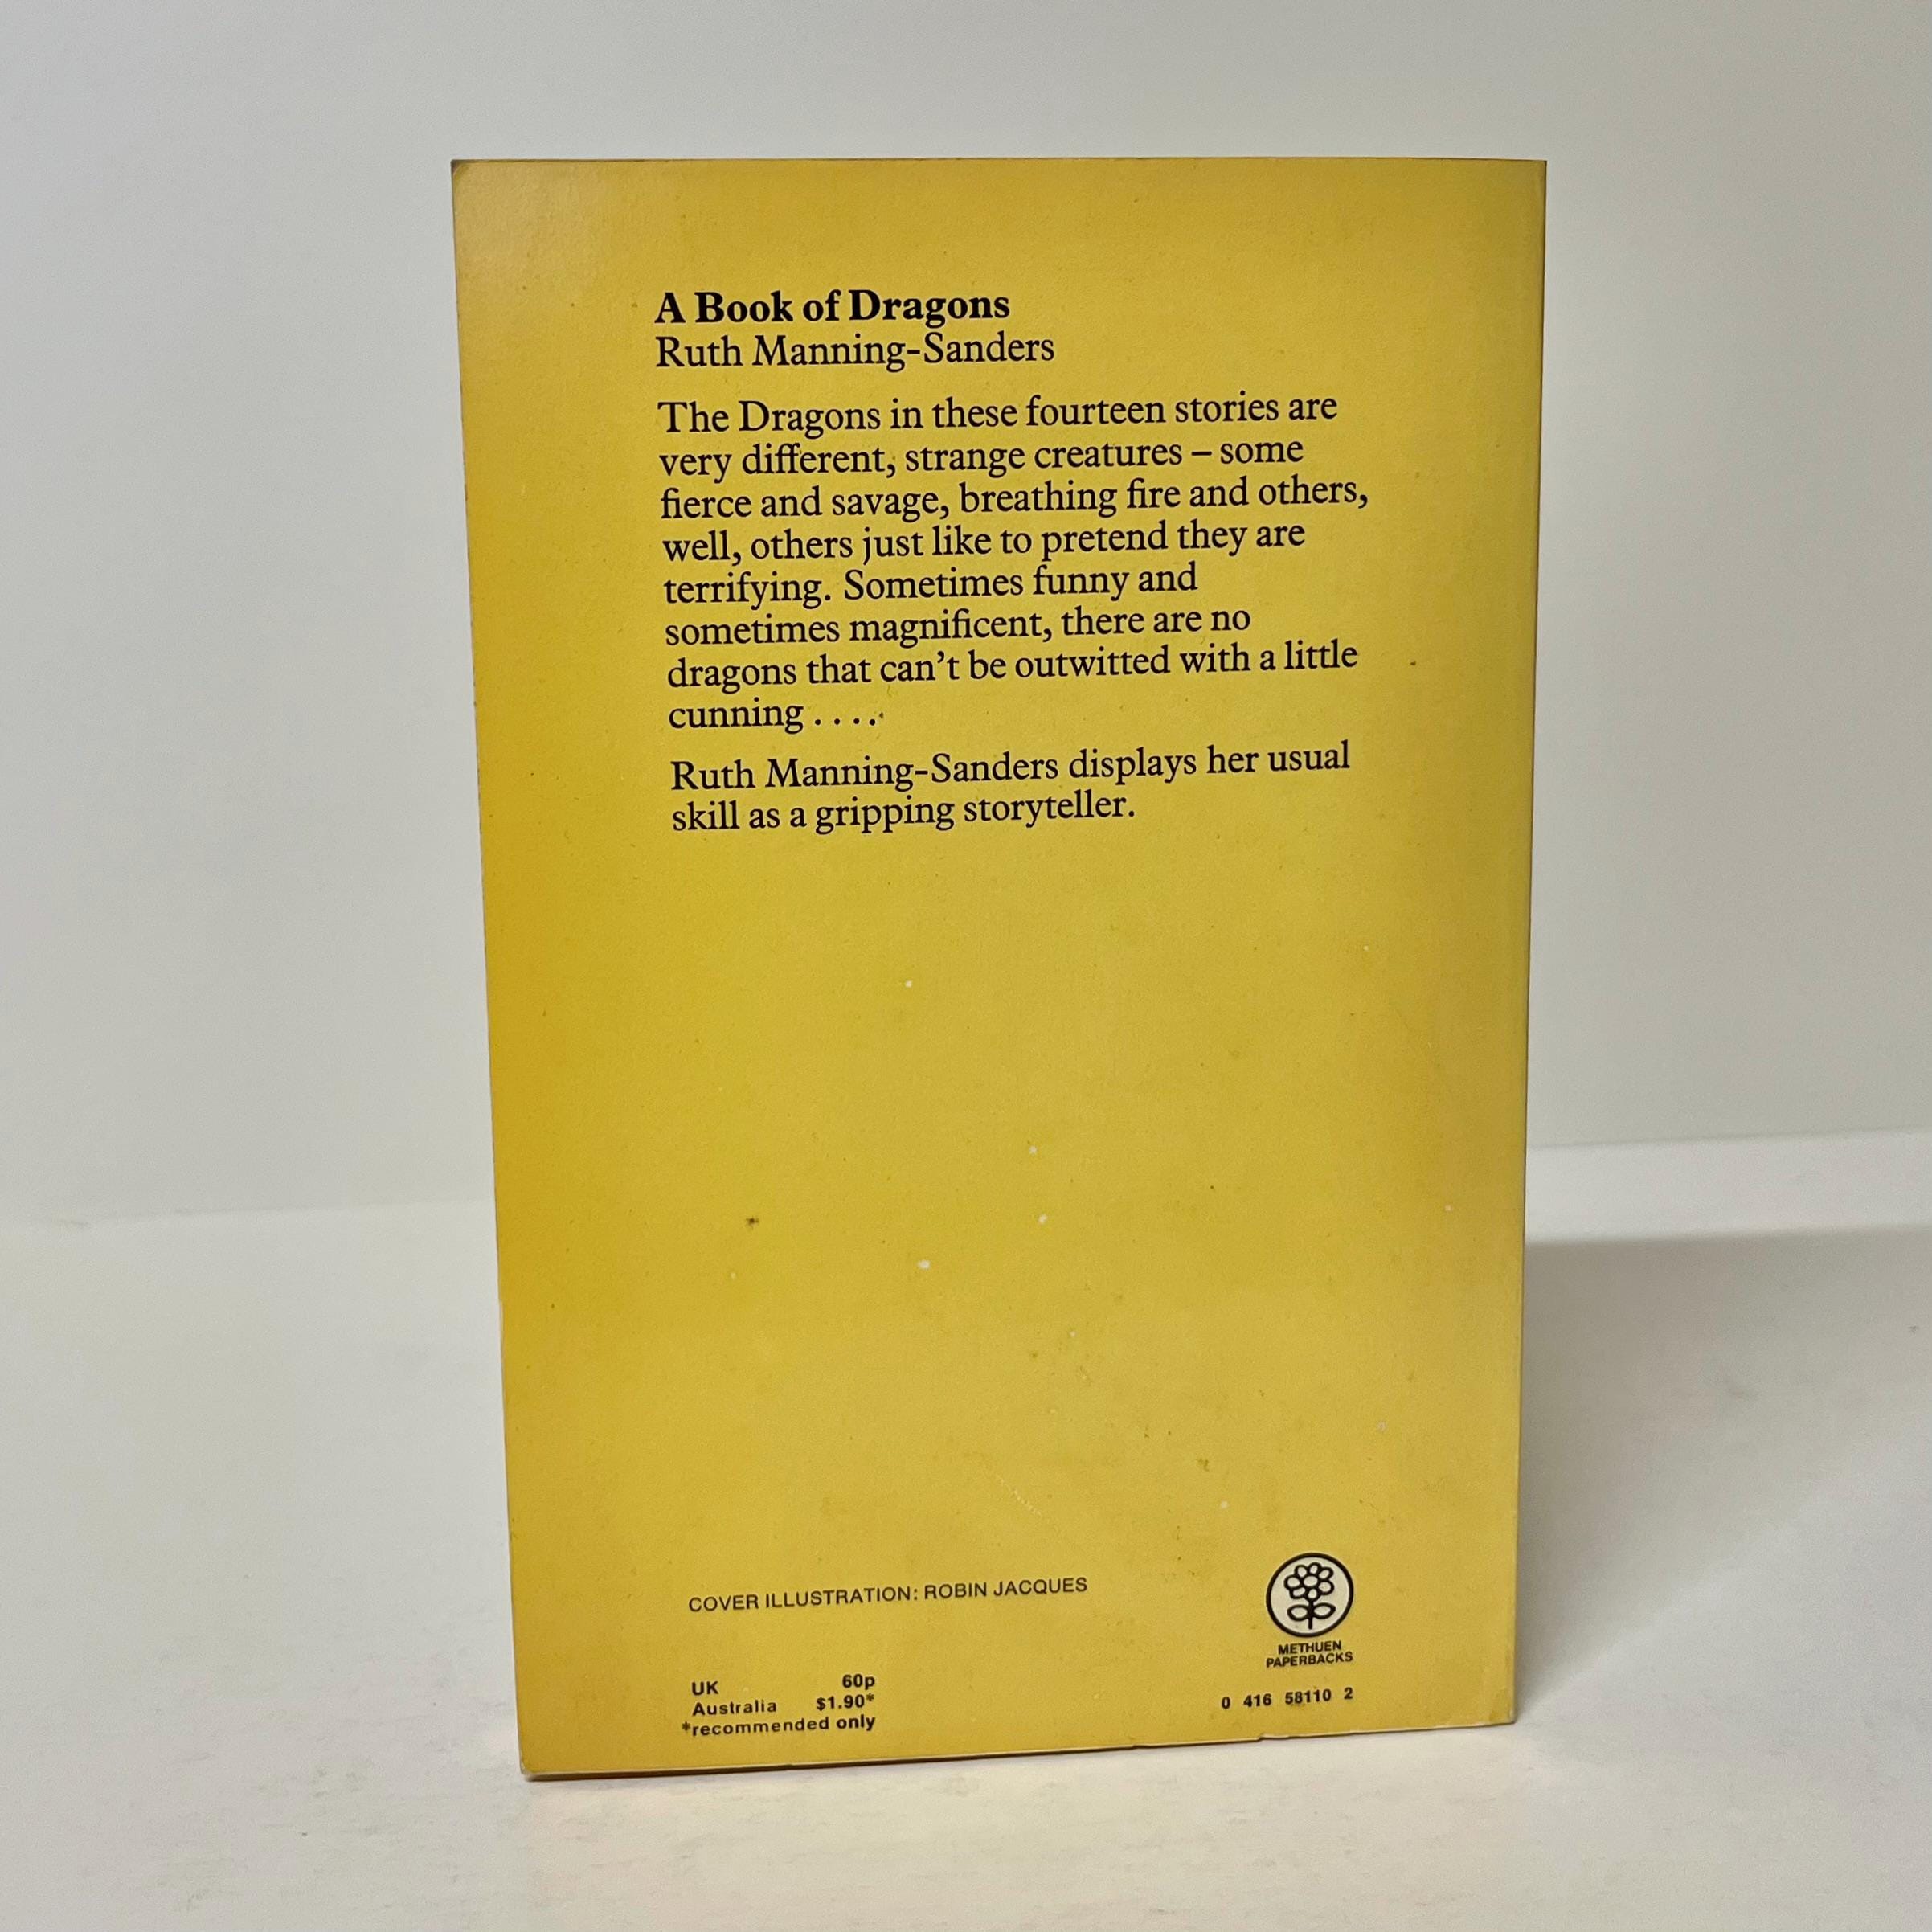 A Book of Dragons
Ruth Manning-Sanders
The Dragons in these fourteen stories are
very different, strange creatures – some
fierce and savage, breathing fire and others,
well, others just like to pretend they are
terrifying. Sometimes funny and
sometimes magnificent, there are no
dragons that can't be outwitted with a little
cunning . . . .
Ruth Manning-Sanders displays her usual
skill as a gripping storyteller.
COVER ILLUSTRATION: ROBIN JACQUES
METHUEN
PAPERBACKS
UK 60p
Australia $1.90*
*recommended only
0 416 58110 2